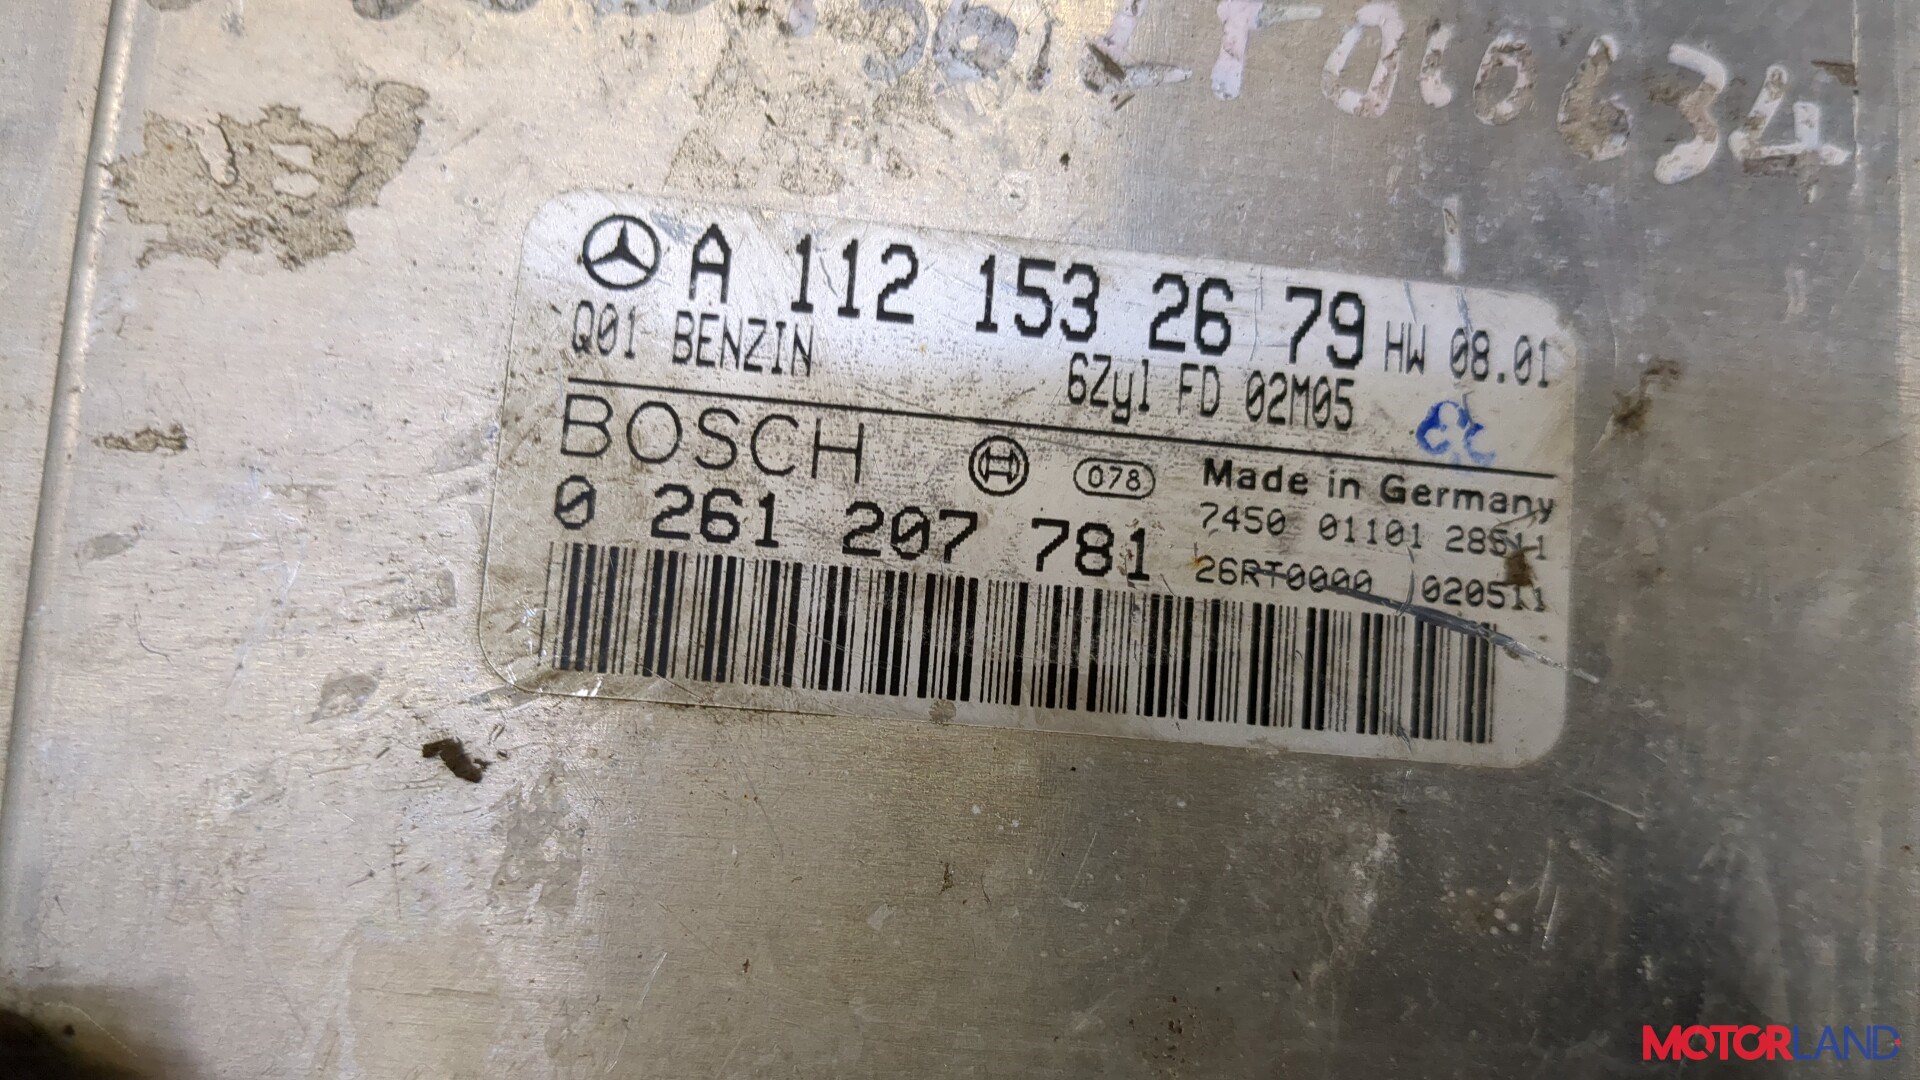 010634
A 112 153 26 79 HW 08.01
Q01 BENZIN 6Zyl FD 02M05
BOSCH 078 Made in Germany
0 261 207 781 7450 01101 28511
26RT0000 020511
MOTORLAND